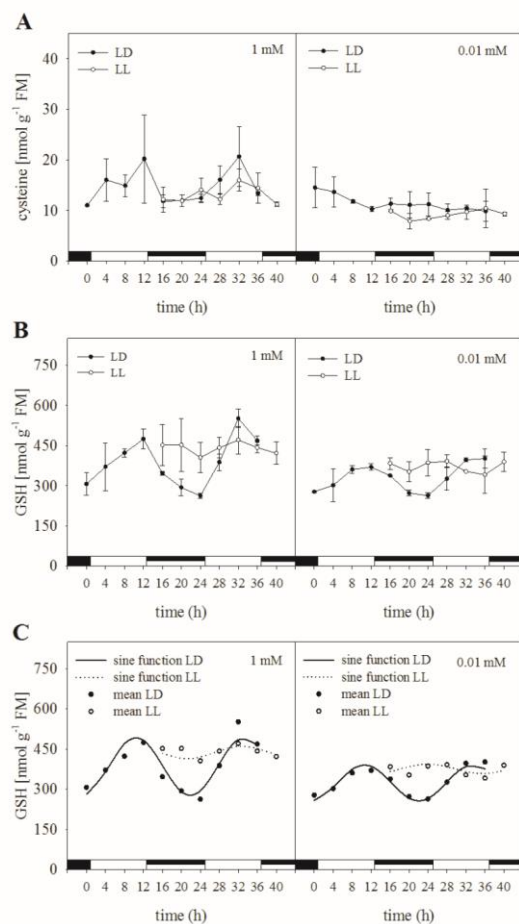 A
cysteine [nmol g⁻¹ FM]
40
30
20
10
0
LD
LL
1 mM
LD
LL
0.01 mM
0 4 8 12 16 20 24 28 32 36 40
0 4 8 12 16 20 24 28 32 36 40
time (h)
time (h)
B
GSH [nmol g⁻¹ FM]
750
600
450
300
0
LD
LL
1 mM
LD
LL
0.01 mM
0 4 8 12 16 20 24 28 32 36 40
0 4 8 12 16 20 24 28 32 36 40
time (h)
time (h)
C
GSH [nmol g⁻¹ FM]
750
600
450
300
0
sine function LD
sine function LL
mean LD
mean LL
1 mM
sine function LD
sine function LL
mean LD
mean LL
0.01 mM
0 4 8 12 16 20 24 28 32 36 40
0 4 8 12 16 20 24 28 32 36 40
time (h)
time (h)